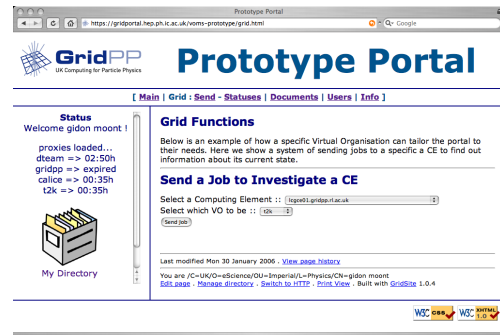 Prototype Portal
https://gridportal.hep.ph.ic.ac.uk/voms-prototype/grid.html
Google
GridPP
UK Computing for Particle Physics
Prototype Portal
[ Main | Grid : Send - Statuses | Documents | Users | Info ]
Status
Welcome gidon moont !
proxies loaded...
dteam => 02:50h
gridpp => expired
calice => 00:35h
t2k => 00:35h
My Directory
Grid Functions
Below is an example of how a specific Virtual Organisation can tailor the portal to
their needs. Here we show a system of sending jobs to a specific a CE to find out
information about its current state.
Send a Job to Investigate a CE
Select a Computing Element :: lcgce01.gridpp.rl.ac.uk
Select which VO to be :: t2k
Send Job
Last modified Mon 30 January 2006 . View page history
You are /C=UK/O=eScience/OU=Imperial/L=Physics/CN=gidon moont
Edit page . Manage directory . Switch to HTTP . Print View . Built with GridSite 1.0.4
W3C css W3C XHTML 1.0